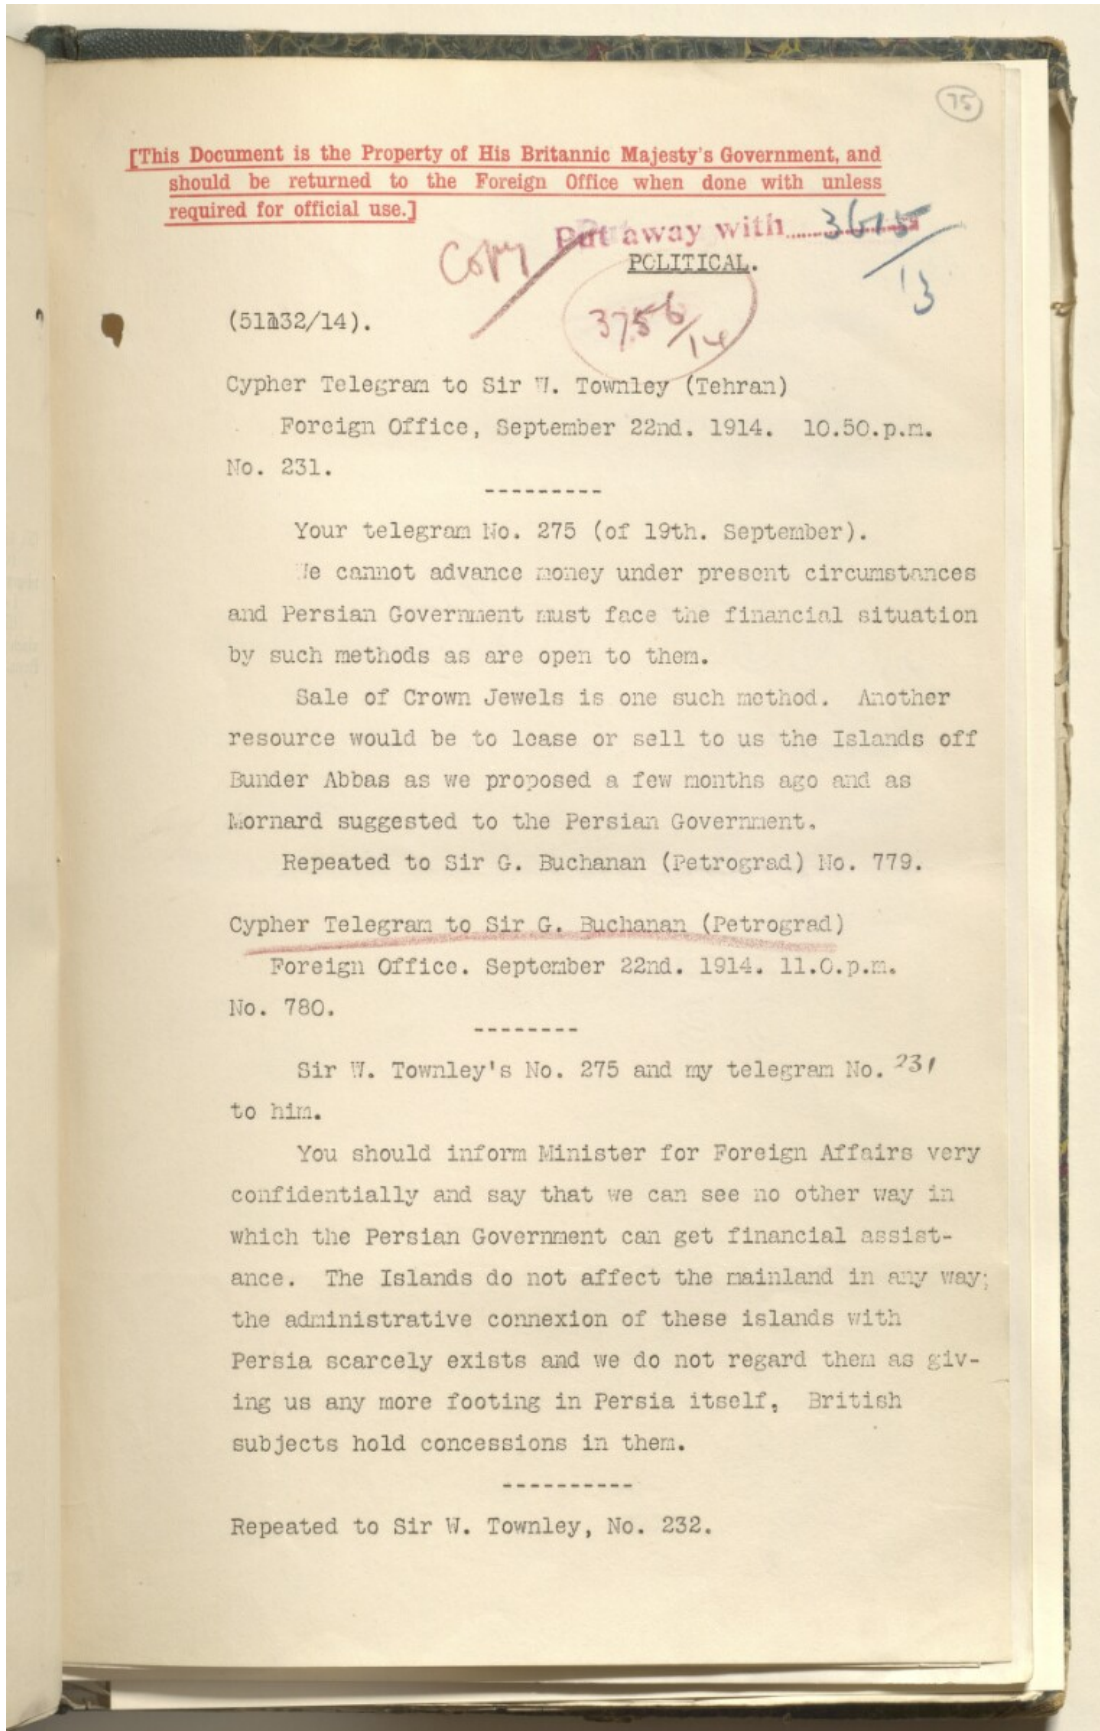 75
[This Document is the Property of His Britannic Majesty's Government, and
should be returned to the Foreign Office when done with unless
required for official use.]
Copy
Put away with........ 3615/13
POLITICAL.
3756/14
(51132/14).
Cypher Telegram to Sir W. Townley (Tehran)
Foreign Office, September 22nd. 1914. 10.50.p.m.
No. 231.
---------
Your telegram No. 275 (of 19th. September).
We cannot advance money under present circumstances
and Persian Government must face the financial situation
by such methods as are open to them.
Sale of Crown Jewels is one such method. Another
resource would be to lease or sell to us the Islands off
Bunder Abbas as we proposed a few months ago and as
Mornard suggested to the Persian Government.
Repeated to Sir G. Buchanan (Petrograd) No. 779.
Cypher Telegram to Sir G. Buchanan (Petrograd)
Foreign Office. September 22nd. 1914. 11.0.p.m.
No. 780.
--------
Sir W. Townley's No. 275 and my telegram No. 231
to him.
You should inform Minister for Foreign Affairs very
confidentially and say that we can see no other way in
which the Persian Government can get financial assist-
ance. The Islands do not affect the mainland in any way;
the administrative connexion of these islands with
Persia scarcely exists and we do not regard them as giv-
ing us any more footing in Persia itself, British
subjects hold concessions in them.
----------
Repeated to Sir W. Townley, No. 232.